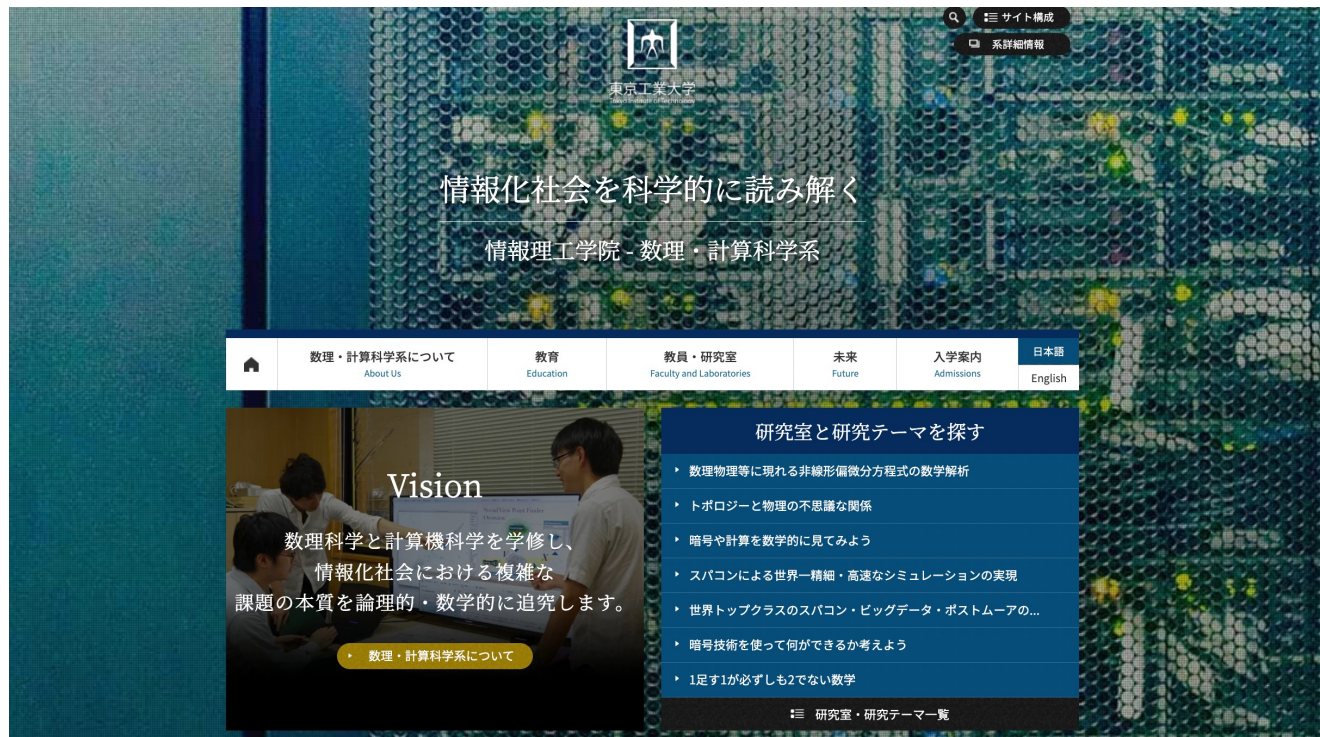 サイト構成
系詳細情報
東京工業大学
Tokyo Institute of Technology
情報化社会を科学的に読み解く
情報理工学院 - 数理・計算科学系
数理・計算科学系について
About Us
教育
Education
教員・研究室
Faculty and Laboratories
未来
Future
入学案内
Admissions
日本語
English
Vision
数理科学と計算機科学を学修し、
情報化社会における複雑な
課題の本質を論理的・数学的に追究します。
数理・計算科学系について
研究室と研究テーマを探す
数理物理等に現れる非線形偏微分方程式の数学解析
トポロジーと物理の不思議な関係
暗号や計算を数学的に見てみよう
スパコンによる世界一精細・高速なシミュレーションの実現
世界トップクラスのスパコン・ビッグデータ・ポストムーアの...
暗号技術を使って何ができるか考えよう
1足す1が必ずしも2でない数学
研究室・研究テーマ一覧